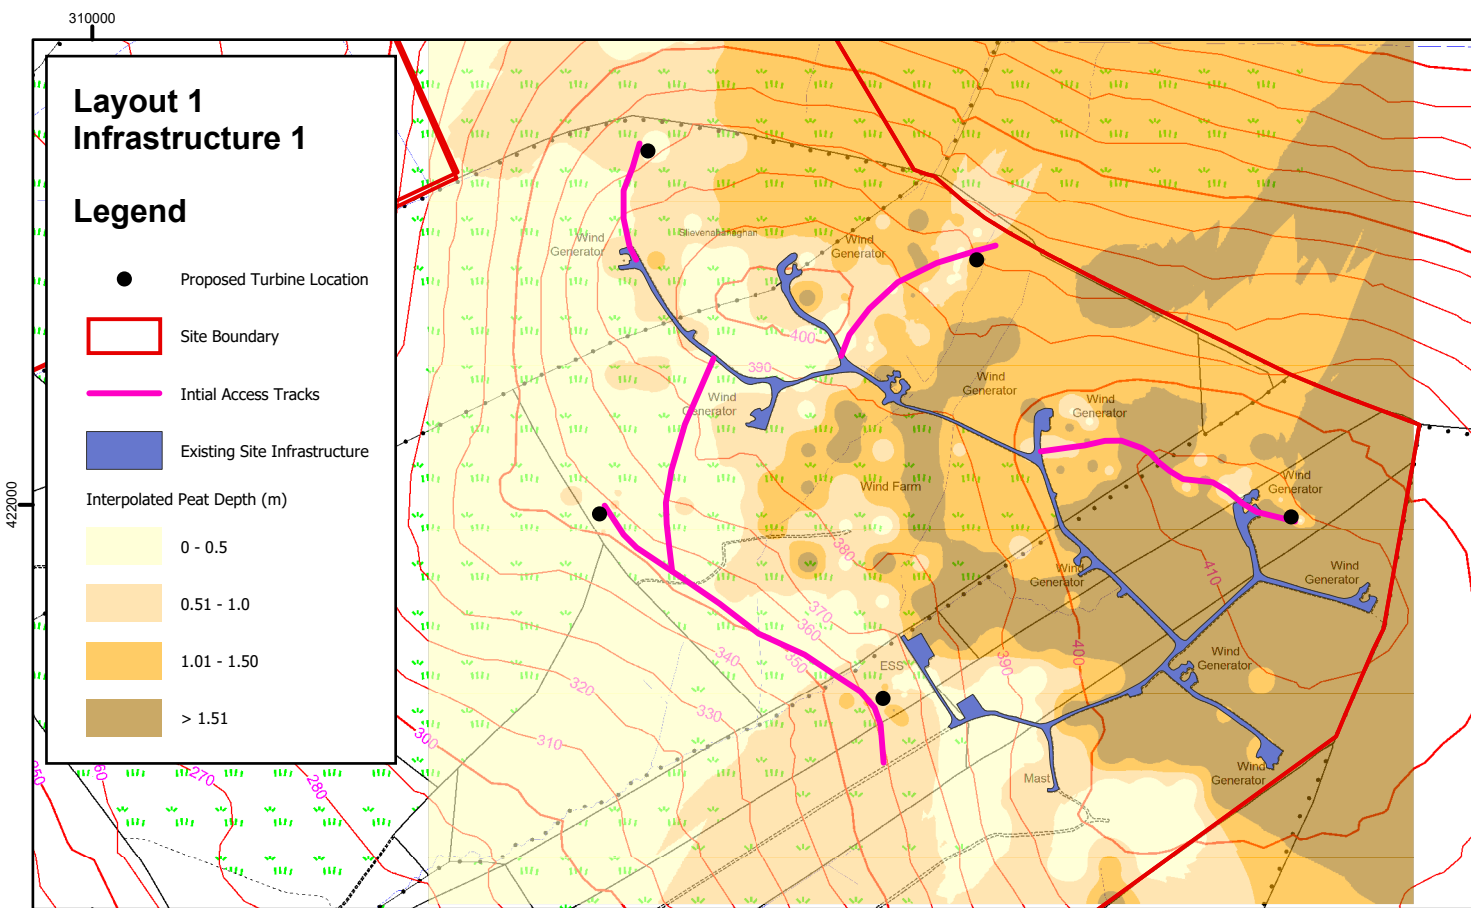 310000
422000
Layout 1
Infrastructure 1
Legend
Proposed Turbine Location
Site Boundary
Intial Access Tracks
Existing Site Infrastructure
Interpolated Peat Depth (m)
0 - 0.5
0.51 - 1.0
1.01 - 1.50
> 1.51
Wind
Generator
Slievenahanaghan
Wind
Generator
400
390
Wind
Generator
Wind
Generator
Wind
Generator
Wind Farm
Wind
Generator
380
Wind
Generator
410
Wind
Generator
370
360
350
340
330
320
310
300
ESS
390
400
Wind
Generator
Mast
Wind
Generator
250
60
270
280